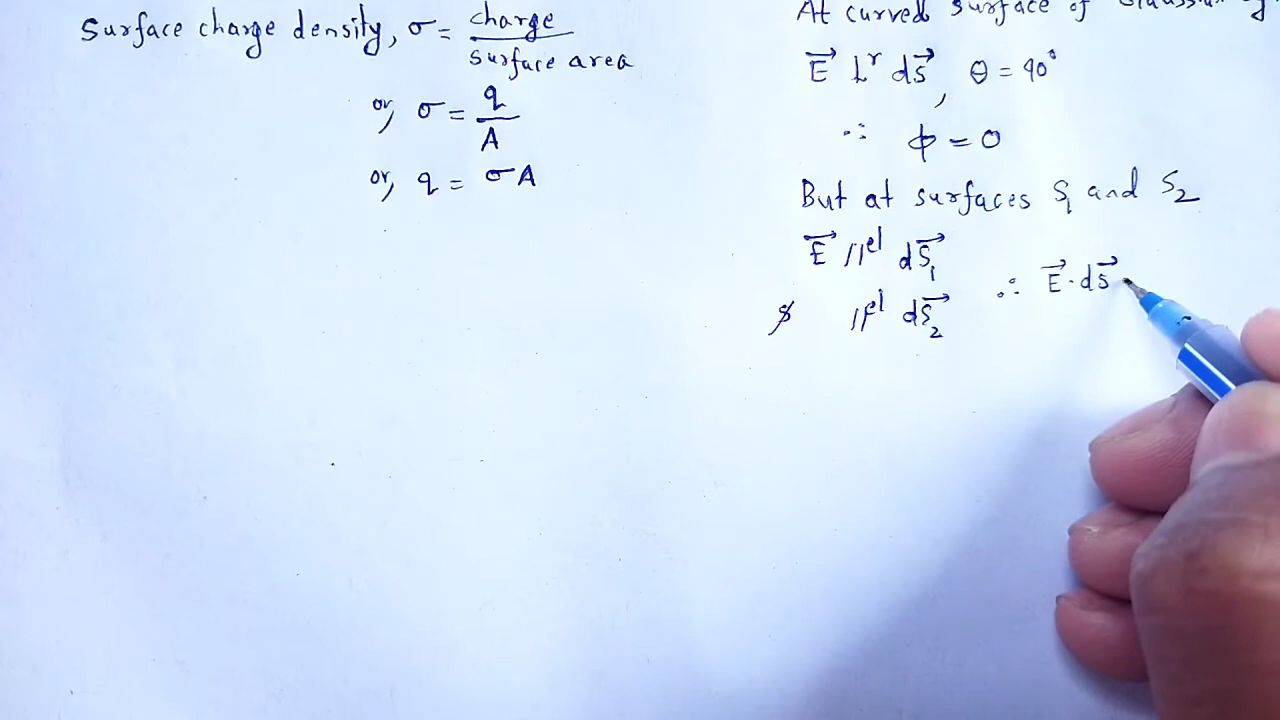 Surface charge density, σ = charge / surface area
or, σ = q / A
or, q = σA
At curved surface of Gaussian
E⃗ ⊥r dS⃗, θ = 90°
∴ φ = 0
But at surfaces S1 and S2
E⃗ //el dS⃗1
$ //el dS⃗2
∴ E⃗·dS⃗